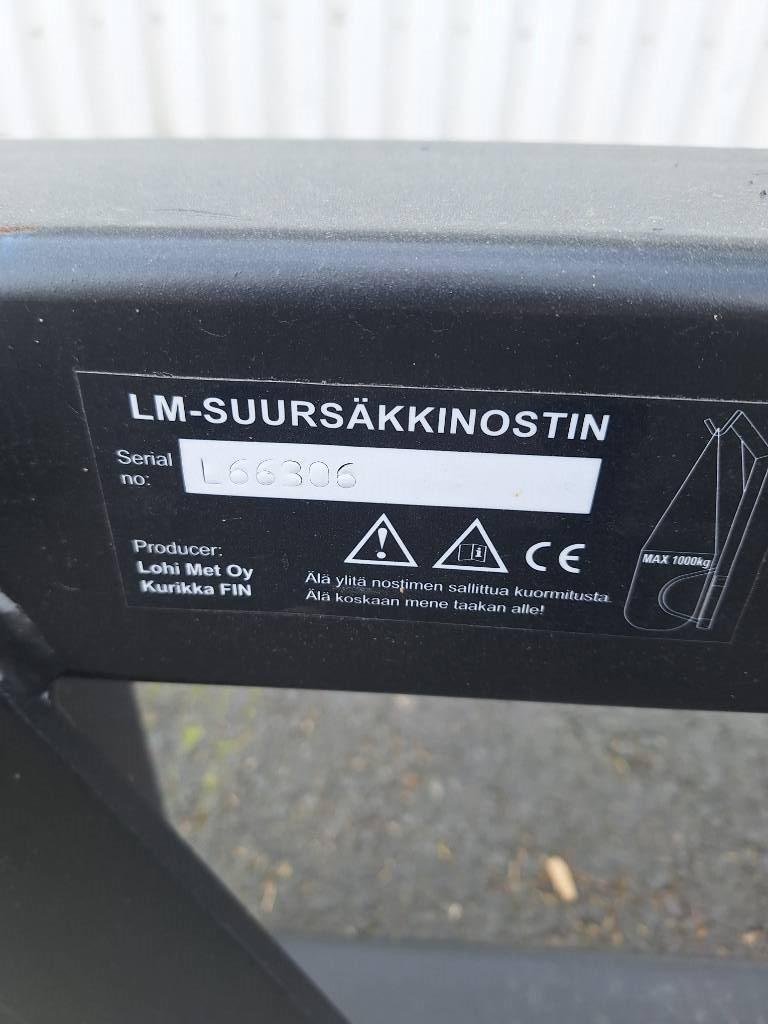 LM-SUURSÄKKINOSTIN
Serial no: L66306
Producer:
Lohi Met Oy
Kurikka FIN
CE
Älä ylitä nostimen sallittua kuormitusta.
Älä koskaan mene taakan alle!
MAX 1000kg